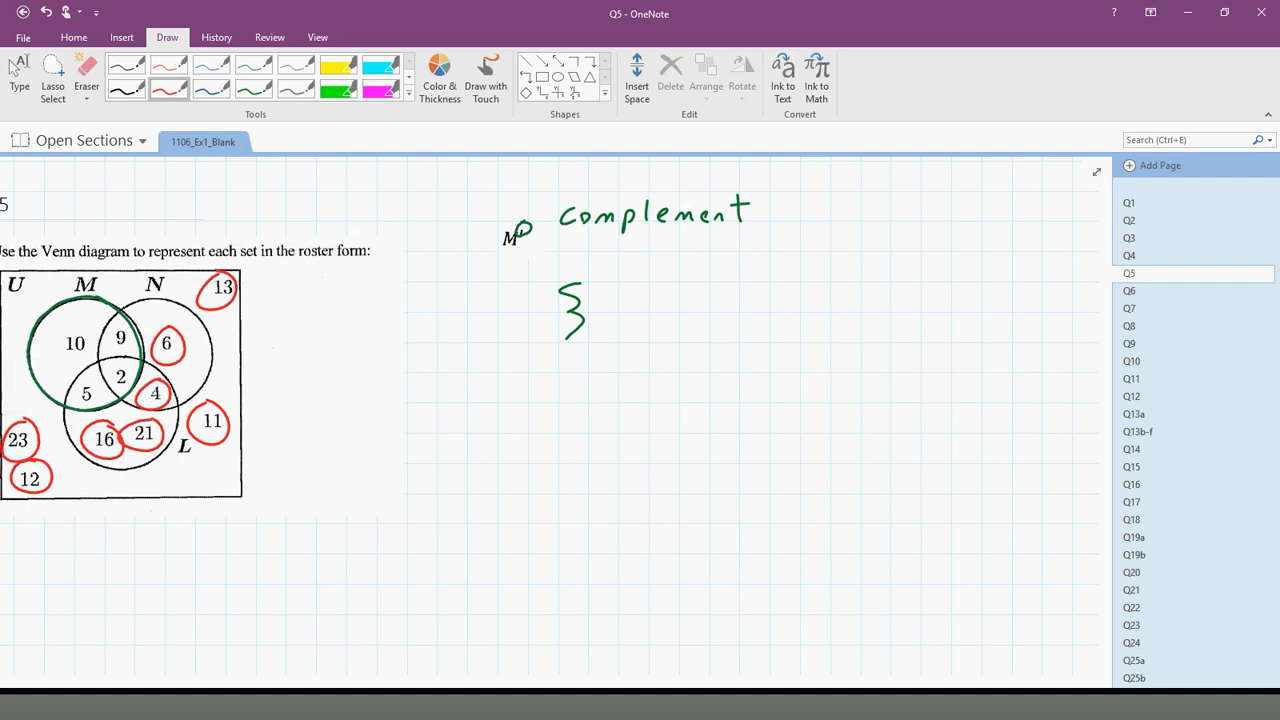 Q5 - OneNote
?
File
Home
Insert
Draw
History
Review
View
Type
Lasso Select
Eraser
Color & Thickness
Draw with Touch
Insert Space
Delete
Arrange
Rotate
Ink to Text
Ink to Math
Tools
Shapes
Edit
Convert
Open Sections
1106_Ex1_Blank
Search (Ctrl+E)
Add Page
5
complement
M'
Use the Venn diagram to represent each set in the roster form:
U M N 13
10 9 6
2
5 4
11
23 16 21 L
12
{
Q1
Q2
Q3
Q4
Q5
Q6
Q7
Q8
Q9
Q10
Q11
Q12
Q13a
Q13b-f
Q14
Q15
Q16
Q17
Q18
Q19a
Q19b
Q20
Q21
Q22
Q23
Q24
Q25a
Q25b